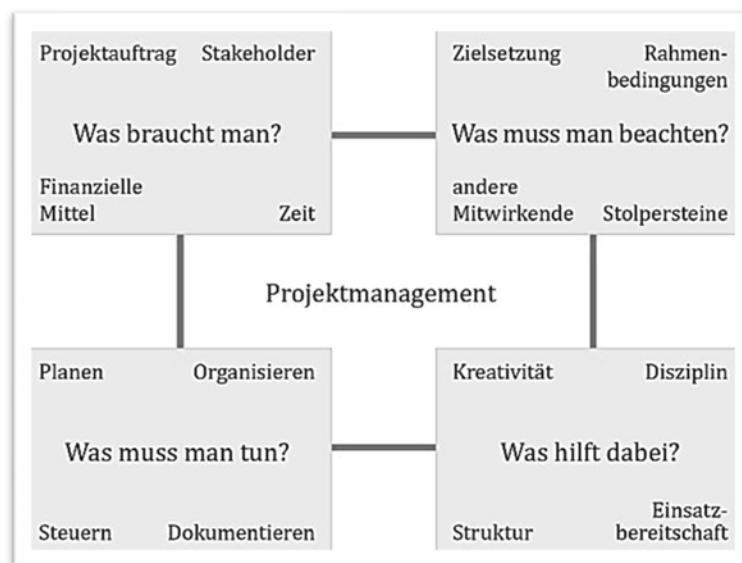 Projektauftrag Stakeholder
Was braucht man?
Finanzielle
Mittel Zeit
Zielsetzung Rahmen-
bedingungen
Was muss man beachten?
andere
Mitwirkende Stolpersteine
Projektmanagement
Planen Organisieren
Was muss man tun?
Steuern Dokumentieren
Kreativität Disziplin
Was hilft dabei?
Einsatz-
Struktur bereitschaft